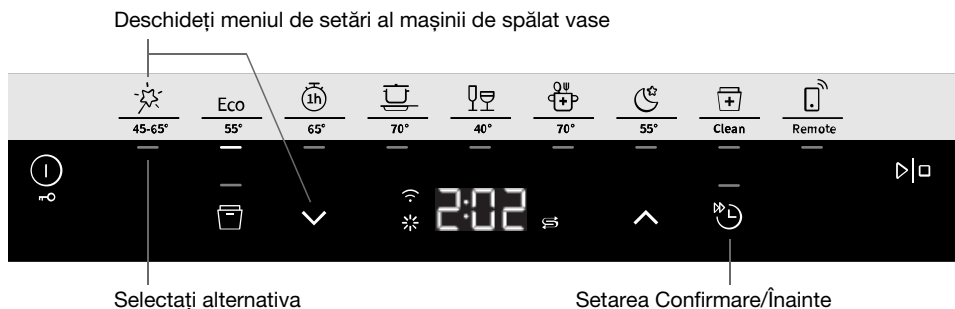 Deschideți meniul de setări al mașinii de spălat vase
Eco 1h
45-65° 55° 65° 70° 40° 70° 55° Clean Remote
2:02
Selectați alternativa Setarea Confirmare/Înainte